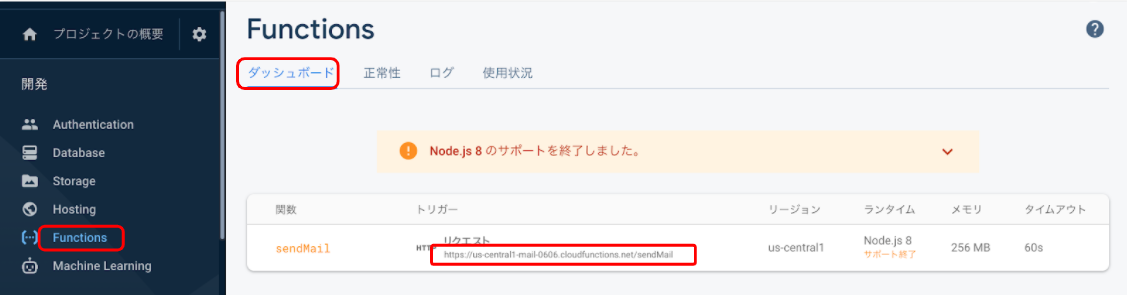 プロジェクトの概要
開発
Authentication
Database
Storage
Hosting
Functions
Machine Learning
Functions
ダッシュボード 正常性 ログ 使用状況
Node.js 8 のサポートを終了しました。
関数 トリガー リージョン ランタイム メモリ タイムアウト
sendMail HTTP リクエスト us-central1 Node.js 8 256 MB 60s
https://us-central1-mail-0606.cloudfunctions.net/sendMail サポート終了